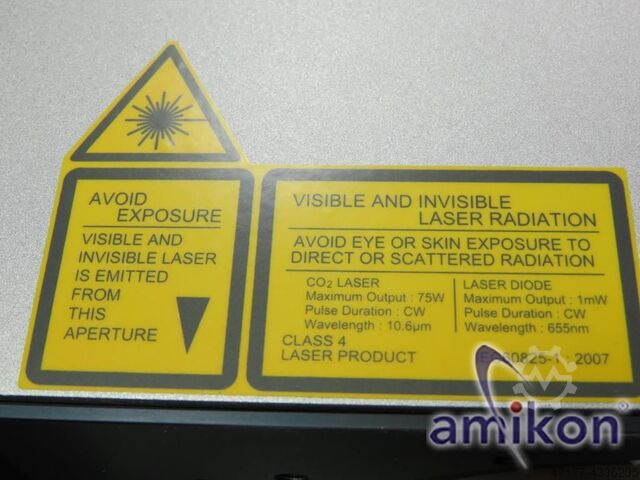 AVOID
EXPOSURE
VISIBLE AND
INVISIBLE LASER
IS EMITTED
FROM
THIS
APERTURE
VISIBLE AND INVISIBLE
LASER RADIATION
AVOID EYE OR SKIN EXPOSURE TO
DIRECT OR SCATTERED RADIATION
CO₂ LASER
Maximum Output : 75W
Pulse Duration : CW
Wavelength : 10.6μm
LASER DIODE
Maximum Output : 1mW
Pulse Duration : CW
Wavelength : 655nm
CLASS 4
LASER PRODUCT
IEC60825-1 : 2007
amikon